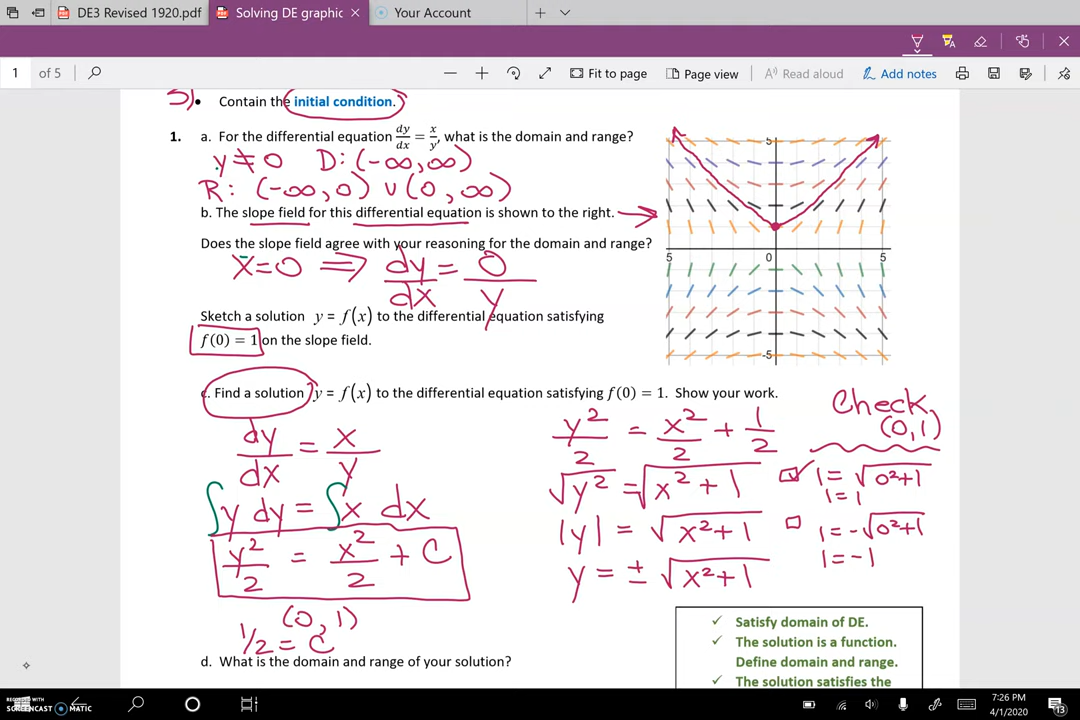 DE3 Revised 1920.pdf
Solving DE graphic
Your Account
1 of 5
Fit to page
Page view
Read aloud
Add notes
3)
• Contain the initial condition.
1. a. For the differential equation dy/dx = x/y, what is the domain and range?
y ≠ 0 D: (-∞, ∞)
R: (-∞, 0) ∪ (0, ∞)
b. The slope field for this differential equation is shown to the right.
Does the slope field agree with your reasoning for the domain and range?
x = 0 ⟹ dy/dx = 0/y
Sketch a solution y = f(x) to the differential equation satisfying
f(0) = 1 on the slope field.
5
5
0
5
-5
c. Find a solution y = f(x) to the differential equation satisfying f(0) = 1. Show your work.
dy/dx = x/y
∫y dy = ∫x dx
y²/2 = x²/2 + C
(0, 1)
1/2 = C
y²/2 = x²/2 + 1/2
√y² = √x² + 1
|y| = √x² + 1
y = ± √x² + 1
Check
(0, 1)
1 = √0² + 1
1 = 1
1 = -√0² + 1
1 = -1
✓ Satisfy domain of DE.
✓ The solution is a function.
Define domain and range.
✓ The solution satisfies the
d. What is the domain and range of your solution?
RECORDED WITH
SCREENCAST MATIC
7:26 PM
4/1/2020
13